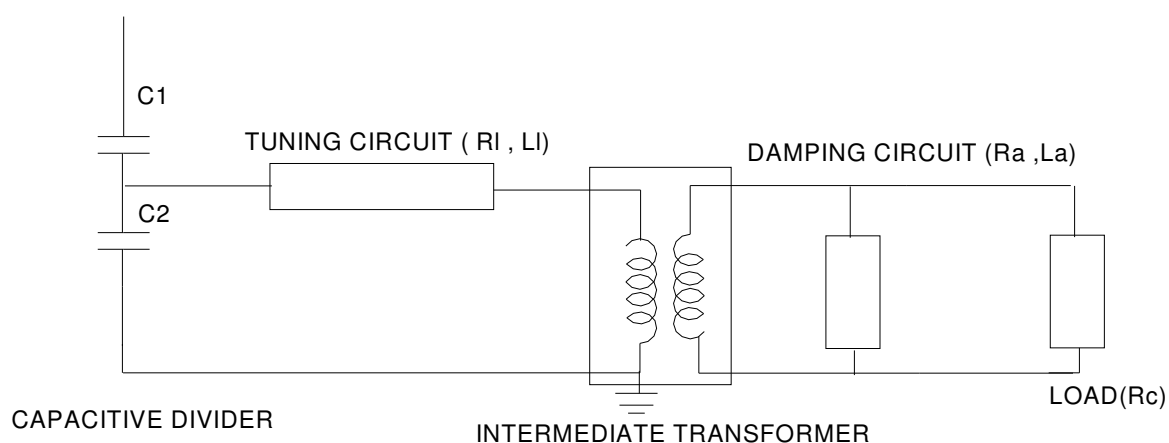 C1
TUNING CIRCUIT ( Rl , Ll)
DAMPING CIRCUIT (Ra ,La)
C2
LOAD(Rc)
CAPACITIVE DIVIDER
INTERMEDIATE TRANSFORMER